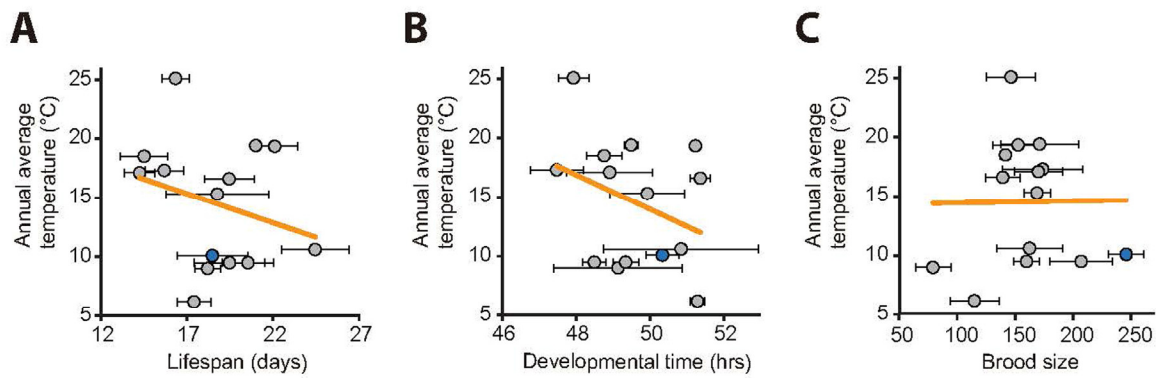 A
Annual average
temperature (°C)
25
20
15
10
5
12
17
22
27
Lifespan (days)
B
Annual average
temperature (°C)
25
20
15
10
5
46
48
50
52
Developmental time (hrs)
C
Annual average
temperature (°C)
25
20
15
10
5
50
100
150
200
250
Brood size